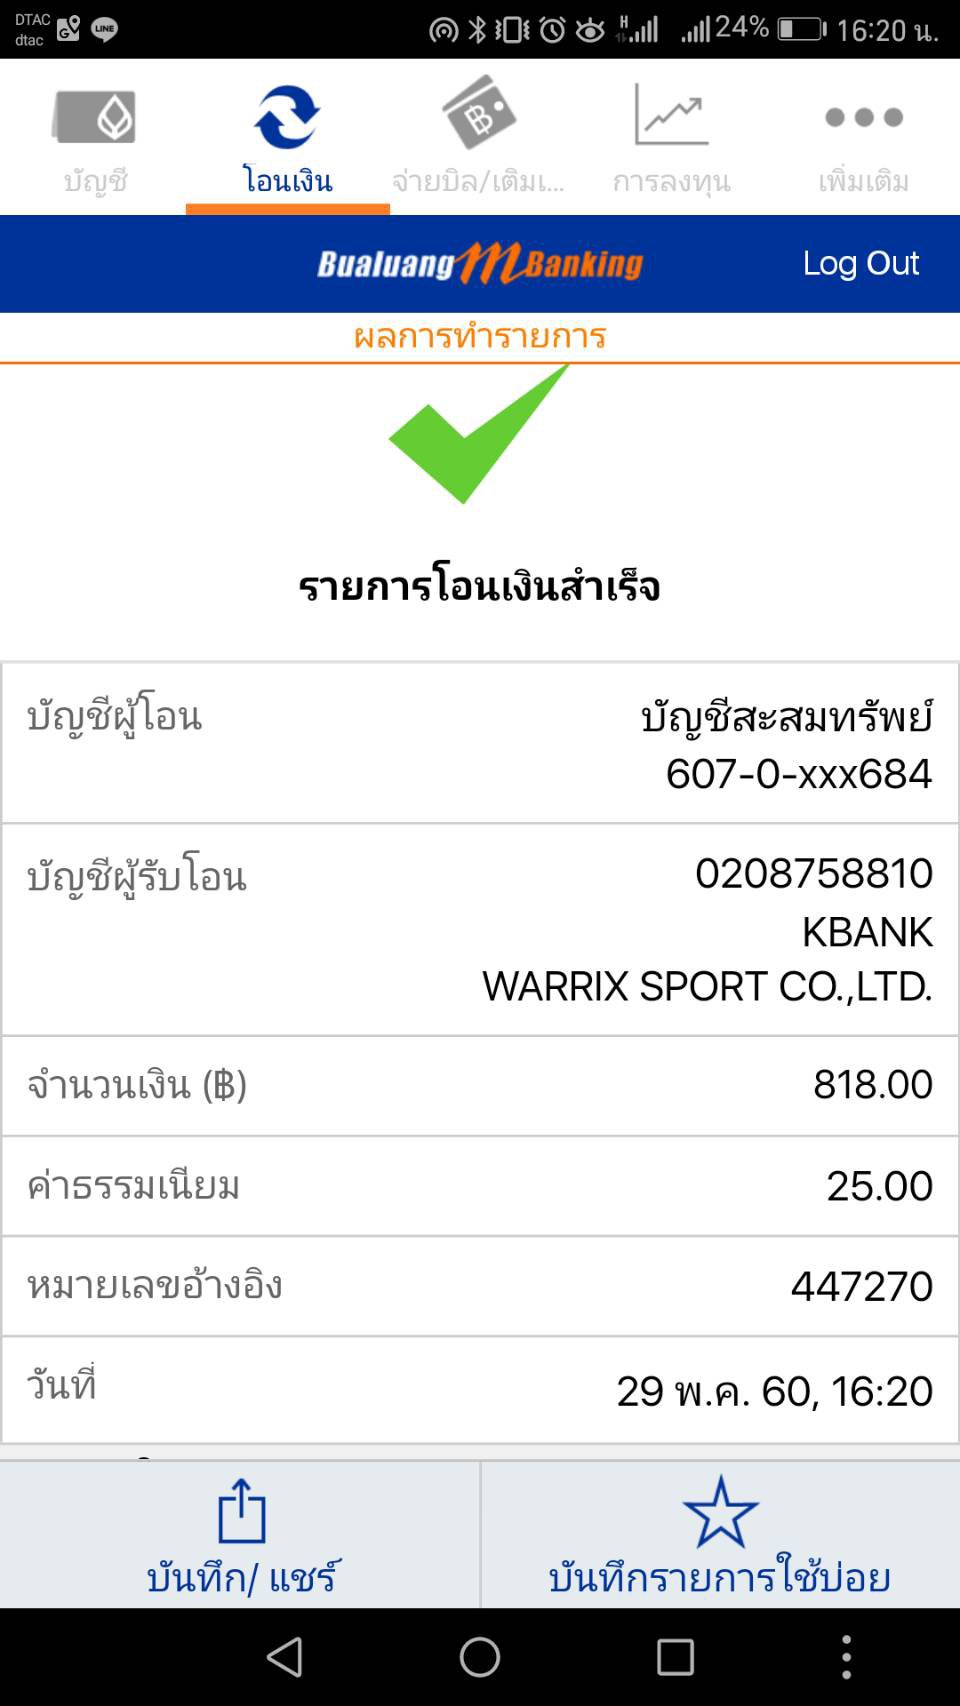 DTAC
dtac
LINE
H
24%
16:20 น.
บัญชี
โอนเงิน
จ่ายบิล/เติมเ...
การลงทุน
เพิ่มเติม
Bualuang mBanking
Log Out
ผลการทำรายการ
รายการโอนเงินสำเร็จ
บัญชีผู้โอน
บัญชีสะสมทรัพย์
607-0-xxx684
บัญชีผู้รับโอน
0208758810
KBANK
WARRIX SPORT CO.,LTD.
จำนวนเงิน (฿)
818.00
ค่าธรรมเนียม
25.00
หมายเลขอ้างอิง
447270
วันที่
29 พ.ค. 60, 16:20
บันทึก/ แชร์
บันทึกรายการใช้บ่อย